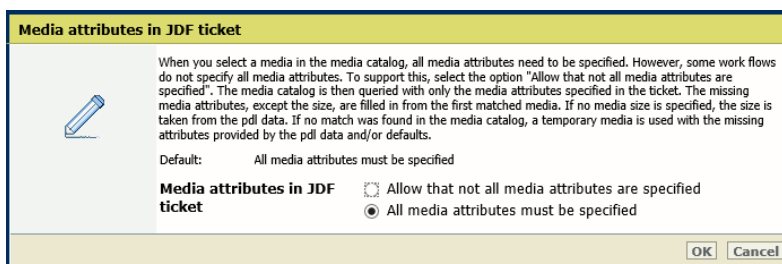 Media attributes in JDF ticket
When you select a media in the media catalog, all media attributes need to be specified. However, some work flows
do not specify all media attributes. To support this, select the option "Allow that not all media attributes are
specified". The media catalog is then queried with only the media attributes specified in the ticket. The missing
media attributes, except the size, are filled in from the first matched media. If no media size is specified, the size is
taken from the pdl data. If no match was found in the media catalog, a temporary media is used with the missing
attributes provided by the pdl data and/or defaults.
Default: All media attributes must be specified
Media attributes in JDF ticket
Allow that not all media attributes are specified
All media attributes must be specified
OK Cancel